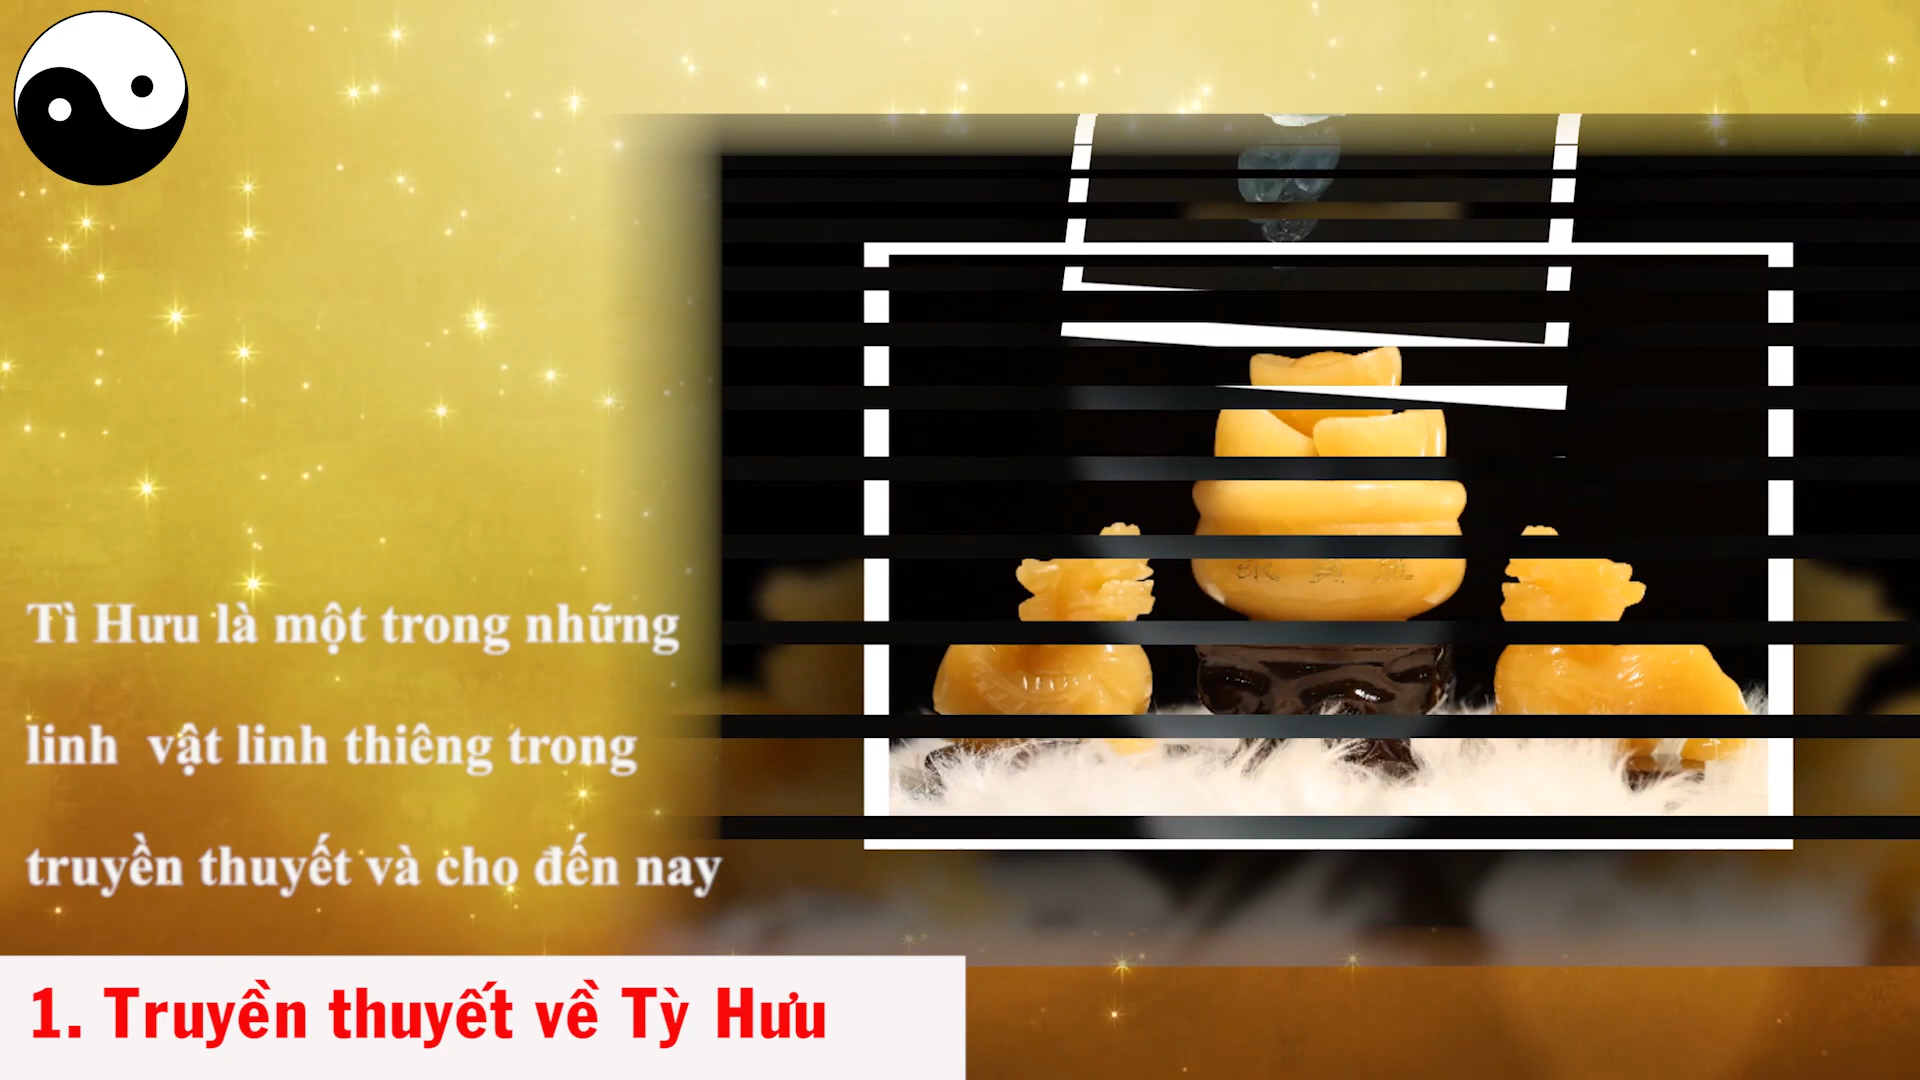 Tì Hưu là một trong những
linh vật linh thiêng trong
truyền thuyết và cho đến nay
1. Truyền thuyết về Tỳ Hưu